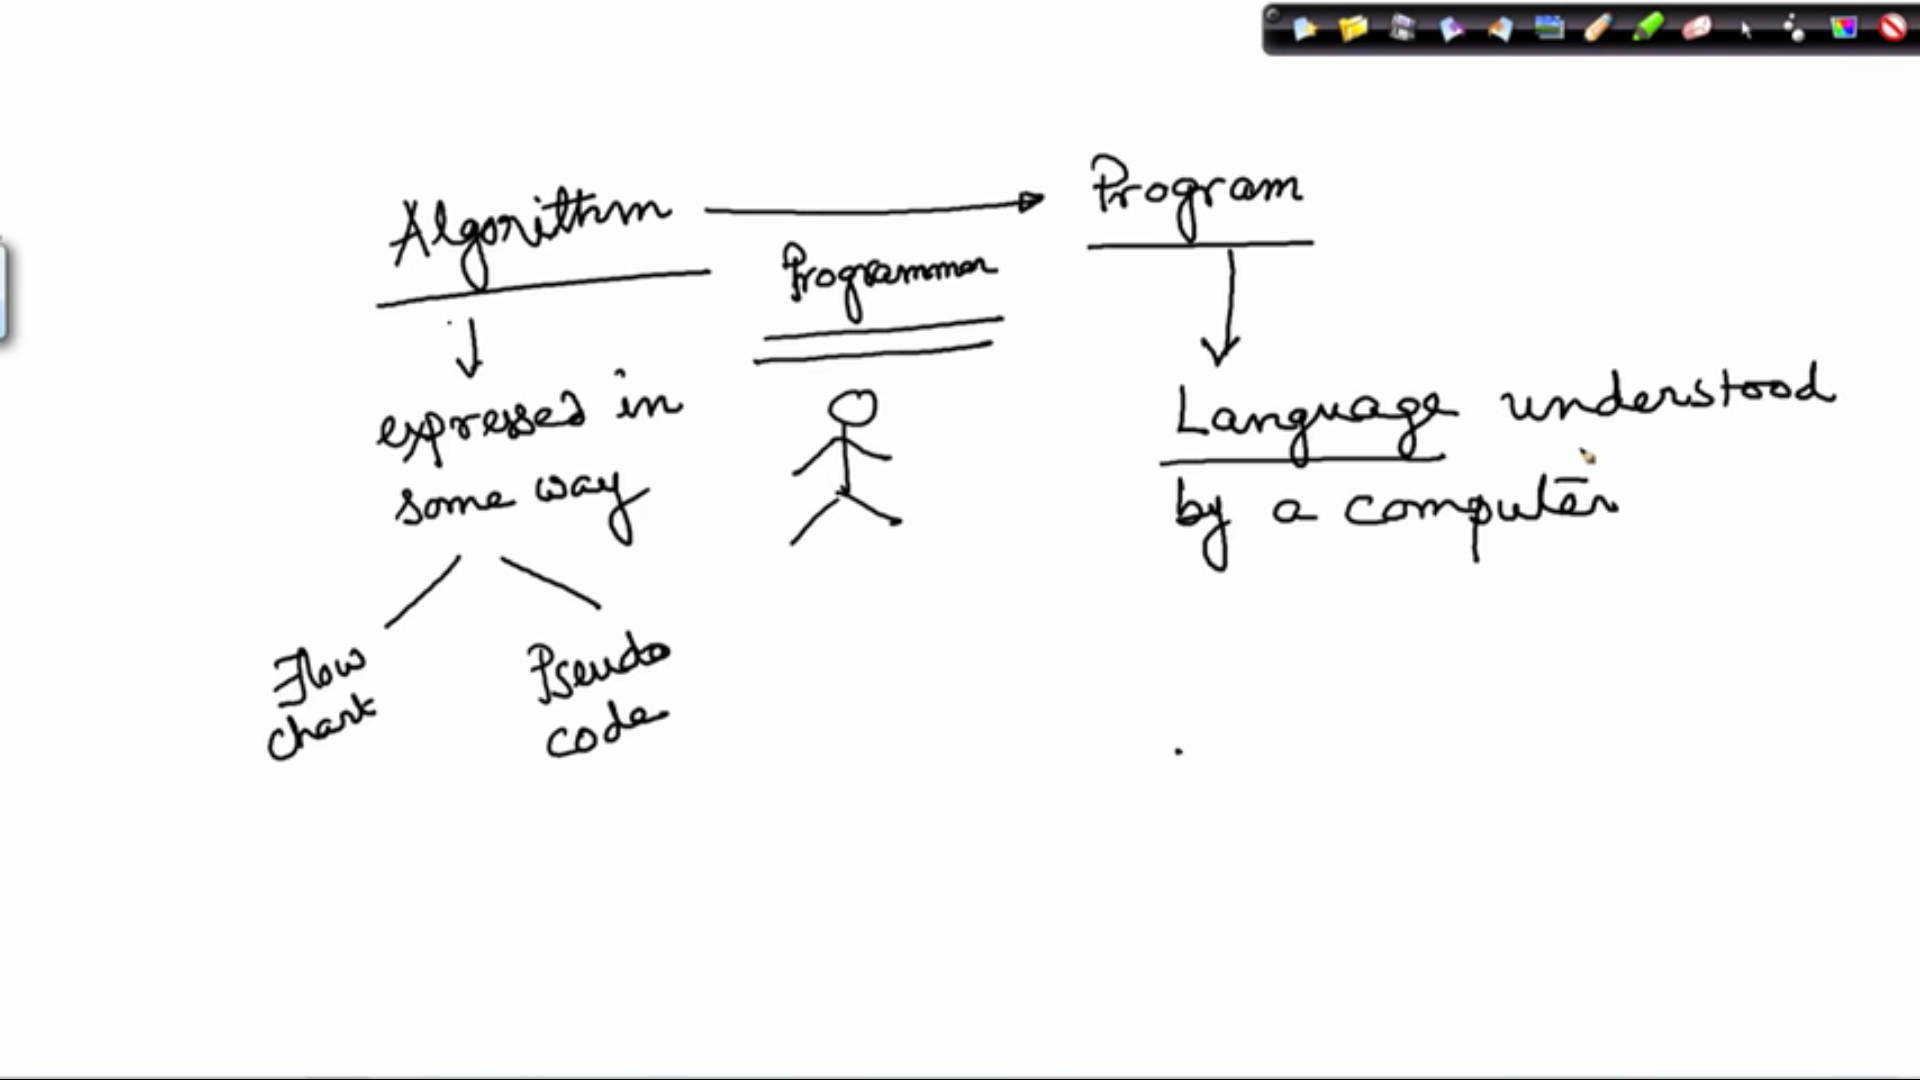 Algorithm
Program
Programmer
expressed in
some way
Language understood
by a computer
Flow
chart
Pseudo
code